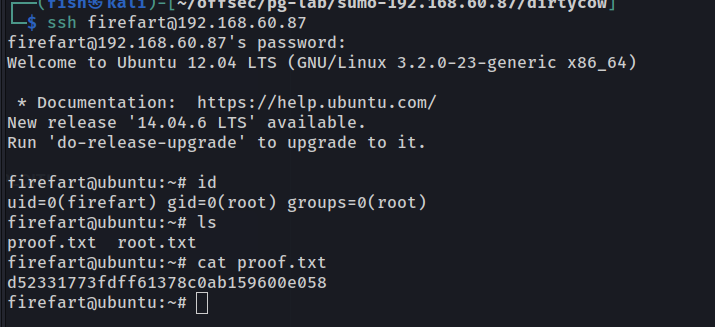 (fish㉿kali)-[~/offsec/pg-lab/sumo-192.168.60.87//dirtycow]
$ ssh firefart@192.168.60.87
firefart@192.168.60.87's password:
Welcome to Ubuntu 12.04 LTS (GNU/Linux 3.2.0-23-generic x86_64)
* Documentation: https://help.ubuntu.com/
New release '14.04.6 LTS' available.
Run 'do-release-upgrade' to upgrade to it.
firefart@ubuntu:~# id
uid=0(firefart) gid=0(root) groups=0(root)
firefart@ubuntu:~# ls
proof.txt  root.txt
firefart@ubuntu:~# cat proof.txt
d52331773fdff61378c0ab159600e058
firefart@ubuntu:~#